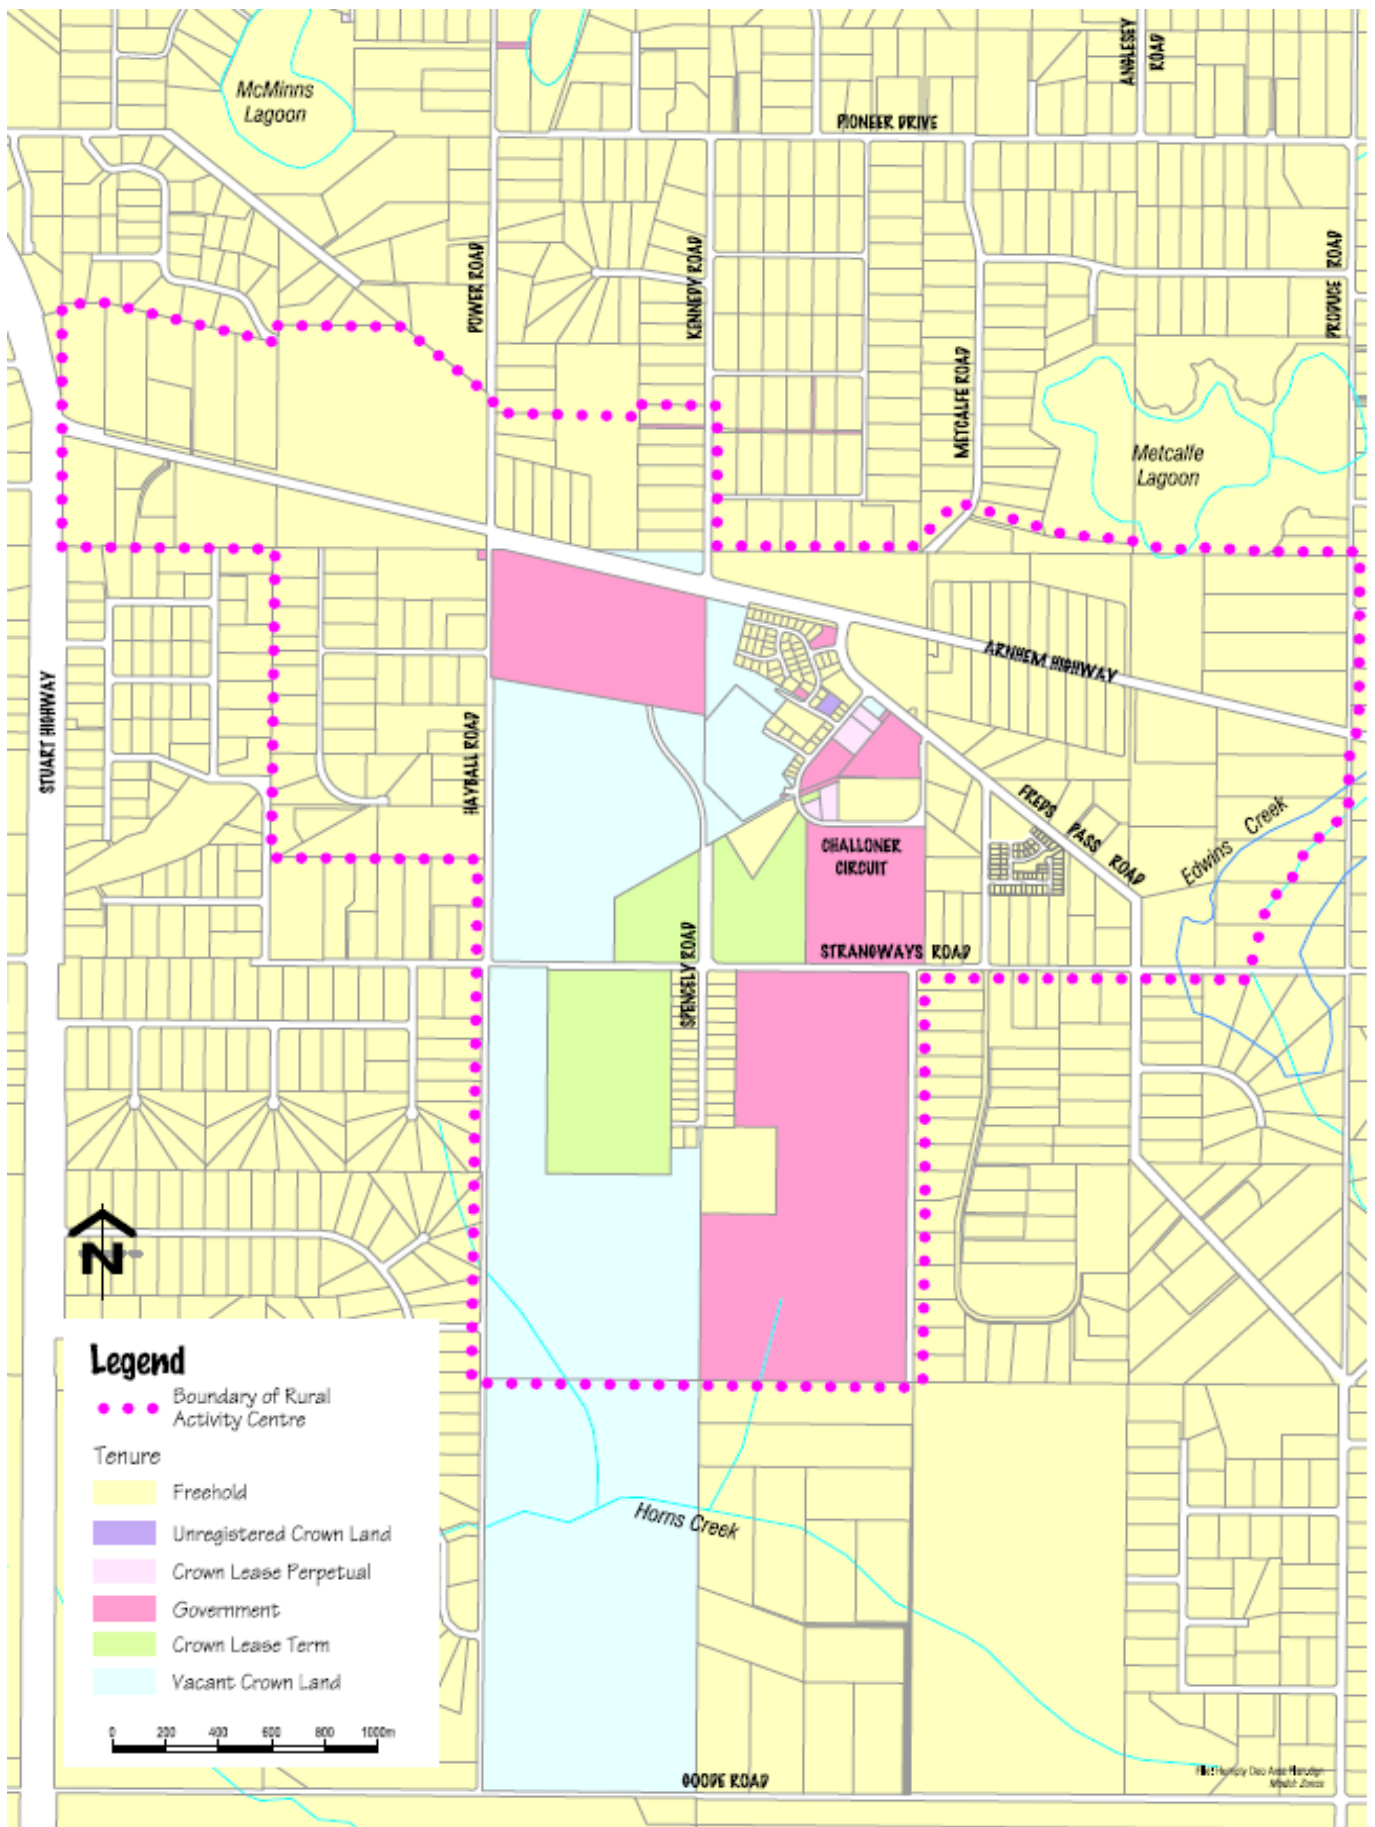 ANGLESEY
ROAD
McMinns
Lagoon
PIONEER DRIVE
POWER ROAD
KENNEDY ROAD
PRODUCE ROAD
METCALFE ROAD
Metcalfe
Lagoon
ARNHEM HIGHWAY
STUART HIGHWAY
HAYBALL ROAD
FREDS PASS ROAD
Edwins Creek
CHALLONER
CIRCUIT
STRANGWAYS ROAD
SPENCELY ROAD
N
Legend
Boundary of Rural
Activity Centre
Tenure
Freehold
Unregistered Crown Land
Crown Lease Perpetual
Government
Crown Lease Term
Vacant Crown Land
0 200 400 600 800 1000m
Horns Creek
GOODE ROAD